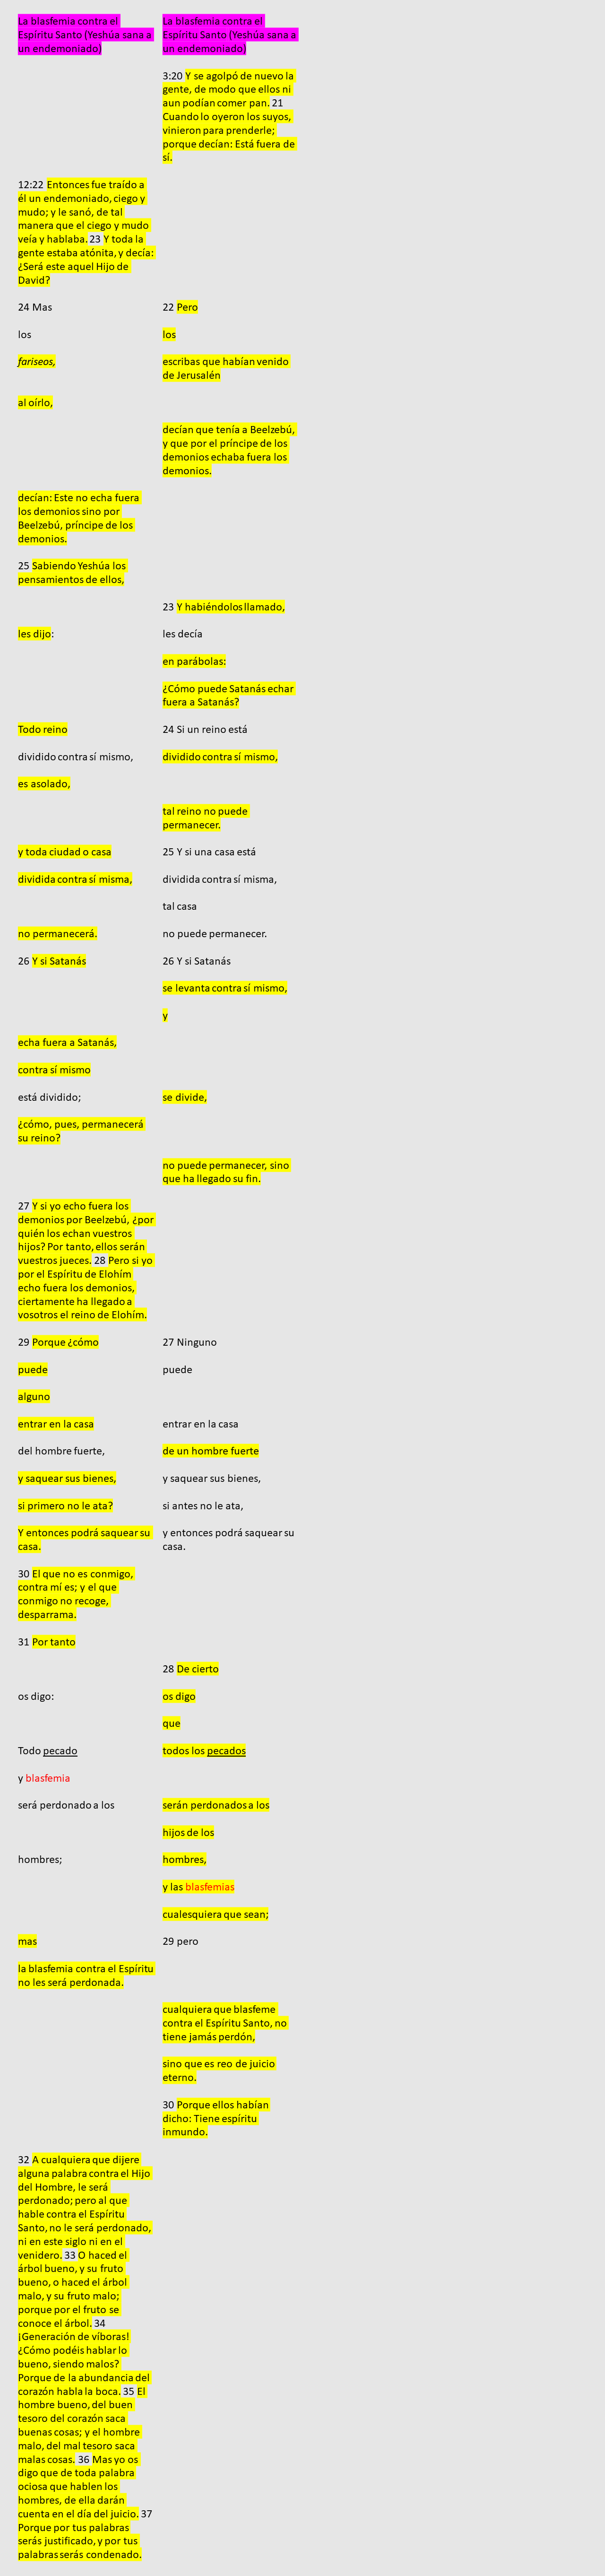 La blasfemia contra el
Espíritu Santo (Yeshúa sana a
un endemoniado)
La blasfemia contra el
Espíritu Santo (Yeshúa sana a
un endemoniado)
3:20 Y se agolpó de nuevo la
gente, de modo que ellos ni
aun podían comer pan. 21
Cuando lo oyeron los suyos,
vinieron para prenderle;
porque decían: Está fuera de
sí.
12:22 Entonces fue traído a
él un endemoniado, ciego y
mudo; y le sanó, de tal
manera que el ciego y mudo
veía y hablaba. 23 Y toda la
gente estaba atónita, y decía:
¿Será este aquel Hijo de
David?
24 Mas
22 Pero
los
los
fariseos,
escribas que habían venido
de Jerusalén
al oírlo,
decían que tenía a Beelzebú,
y que por el príncipe de los
demonios echaba fuera los
demonios.
decían: Este no echa fuera
los demonios sino por
Beelzebú, príncipe de los
demonios.
25 Sabiendo Yeshúa los
pensamientos de ellos,
23 Y habiéndolos llamado,
les dijo:
les decía
en parábolas:
¿Cómo puede Satanás echar
fuera a Satanás?
Todo reino
24 Si un reino está
dividido contra sí mismo,
dividido contra sí mismo,
es asolado,
tal reino no puede
permanecer.
y toda ciudad o casa
25 Y si una casa está
dividida contra sí misma,
dividida contra sí misma,
tal casa
no permanecerá.
no puede permanecer.
26 Y si Satanás
26 Y si Satanás
se levanta contra sí mismo,
y
echa fuera a Satanás,
contra sí mismo
está dividido;
se divide,
¿cómo, pues, permanecerá
su reino?
no puede permanecer, sino
que ha llegado su fin.
27 Y si yo echo fuera los
demonios por Beelzebú, ¿por
quién los echan vuestros
hijos? Por tanto, ellos serán
vuestros jueces. 28 Pero si yo
por el Espíritu de Elohím
echo fuera los demonios,
ciertamente ha llegado a
vosotros el reino de Elohím.
29 Porque ¿cómo
27 Ninguno
puede
puede
alguno
entrar en la casa
entrar en la casa
del hombre fuerte,
de un hombre fuerte
y saquear sus bienes,
y saquear sus bienes,
si primero no le ata?
si antes no le ata,
Y entonces podrá saquear su
casa.
y entonces podrá saquear su
casa.
30 El que no es conmigo,
contra mí es; y el que
conmigo no recoge,
desparrama.
31 Por tanto
28 De cierto
os digo:
os digo
que
Todo pecado
todos los pecados
y blasfemia
será perdonado a los
serán perdonados a los
hijos de los
hombres;
hombres,
y las blasfemias
cualesquiera que sean;
mas
29 pero
la blasfemia contra el Espíritu
no les será perdonada.
cualquiera que blasfeme
contra el Espíritu Santo, no
tiene jamás perdón,
sino que es reo de juicio
eterno.
30 Porque ellos habían
dicho: Tiene espíritu
inmundo.
32 A cualquiera que dijere
alguna palabra contra el Hijo
del Hombre, le será
perdonado; pero al que
hable contra el Espíritu
Santo, no le será perdonado,
ni en este siglo ni en el
venidero. 33 O haced el
árbol bueno, y su fruto
bueno, o haced el árbol
malo, y su fruto malo;
porque por el fruto se
conoce el árbol. 34
¡Generación de víboras!
¿Cómo podéis hablar lo
bueno, siendo malos?
Porque de la abundancia del
corazón habla la boca. 35 El
hombre bueno, del buen
tesoro del corazón saca
buenas cosas; y el hombre
malo, del mal tesoro saca
malas cosas. 36 Mas yo os
digo que de toda palabra
ociosa que hablen los
hombres, de ella darán
cuenta en el día del juicio. 37
Porque por tus palabras
serás justificado, y por tus
palabras serás condenado.